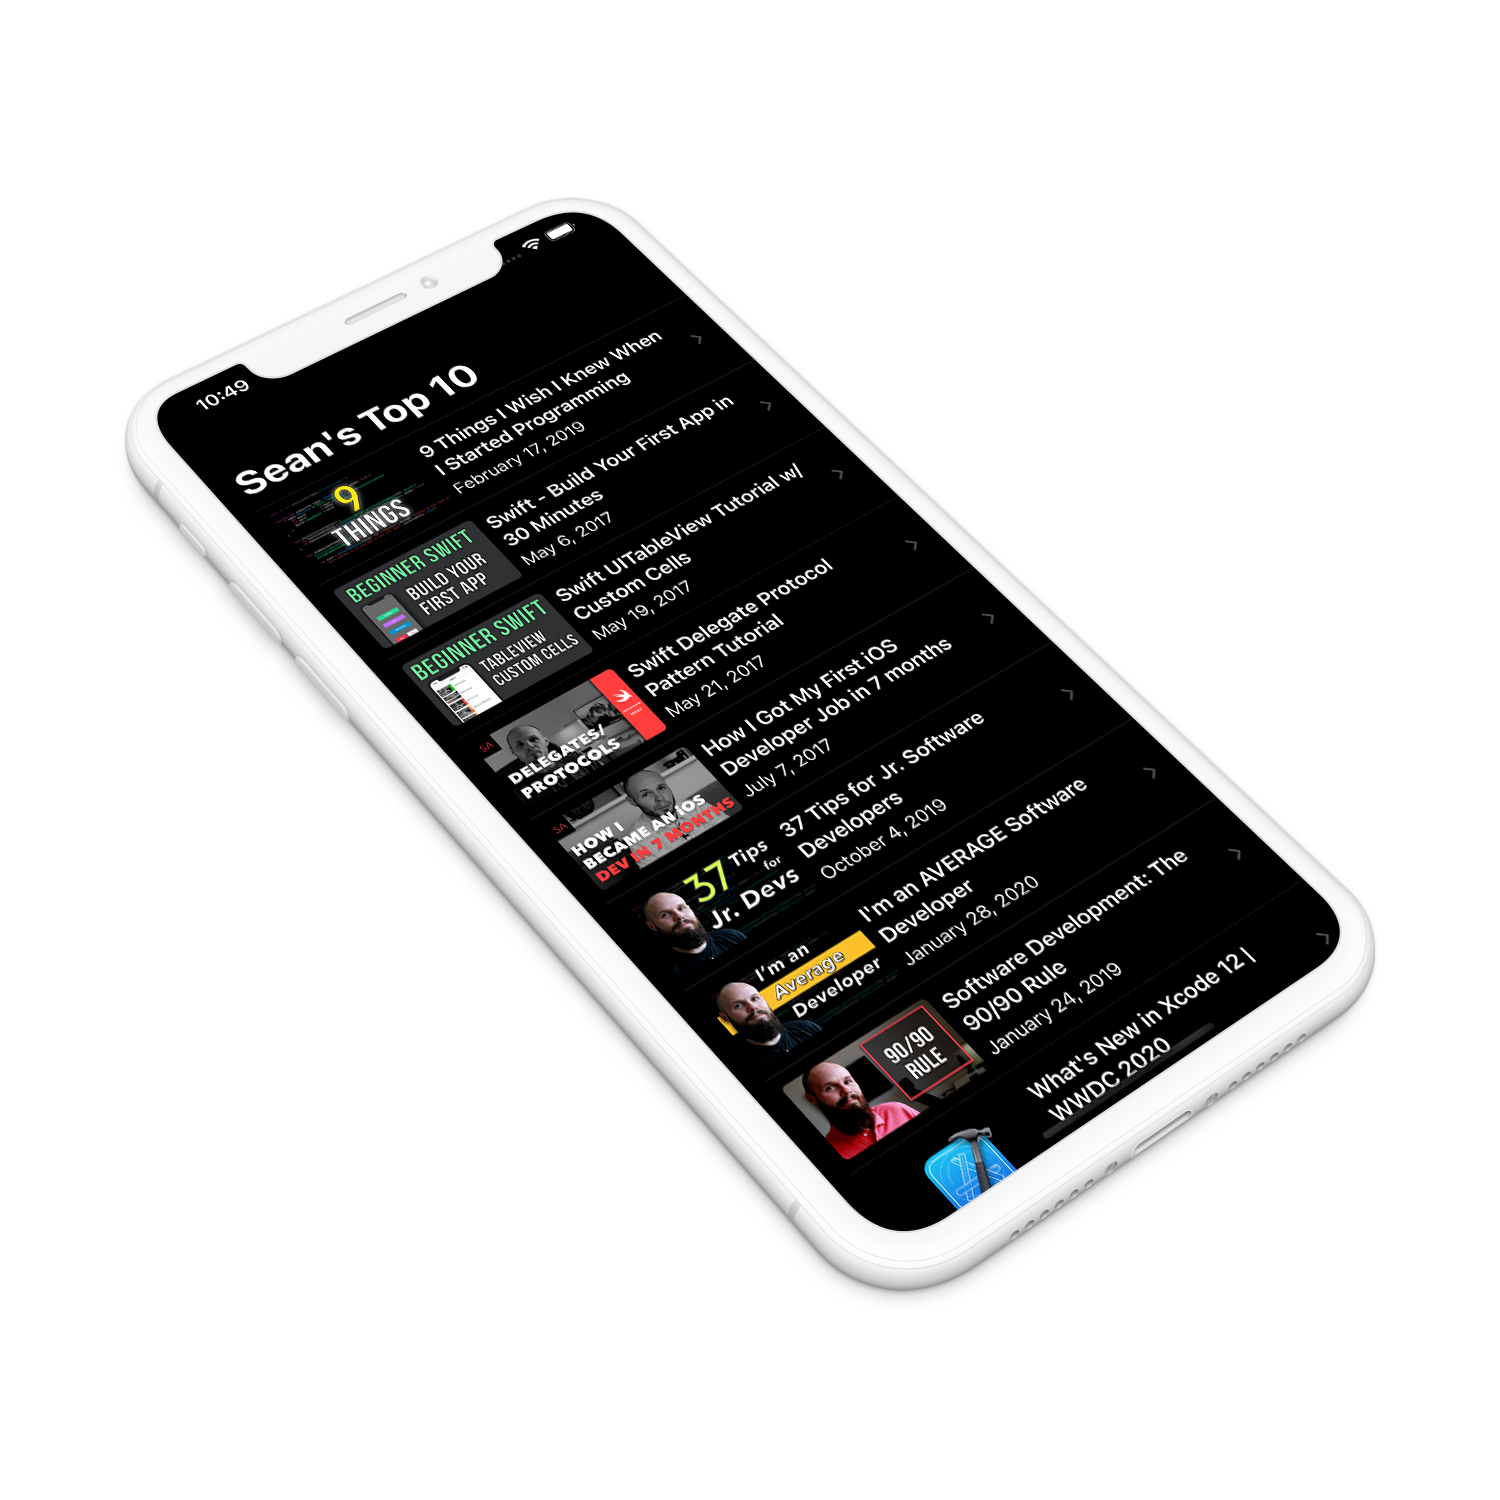 10:49
Sean's Top 10
9
THINGS
9 Things I Wish I Knew When
I Started Programming
February 17, 2019
BEGINNER SWIFT
BUILD YOUR
FIRST APP
Swift - Build Your First App in
30 Minutes
May 6, 2017
BEGINNER SWIFT
TABLEVIEW
CUSTOM CELLS
Swift UITableView Tutorial w/
Custom Cells
May 19, 2017
SA
DELEGATES/
PROTOCOLS
Swift Delegate Protocol
Pattern Tutorial
May 21, 2017
SA
HOW I
BECAME AN iOS
DEV IN 7 MONTHS
How I Got My First iOS
Developer Job in 7 months
July 7, 2017
37 Tips
for
Jr. Devs
37 Tips for Jr. Software
Developers
October 4, 2019
I'm an
Average
Developer
I'm an AVERAGE Software
Developer
January 28, 2020
90/90
RULE
Software Development: The
90/90 Rule
January 24, 2019
What's New in Xcode 12 |
WWDC 2020